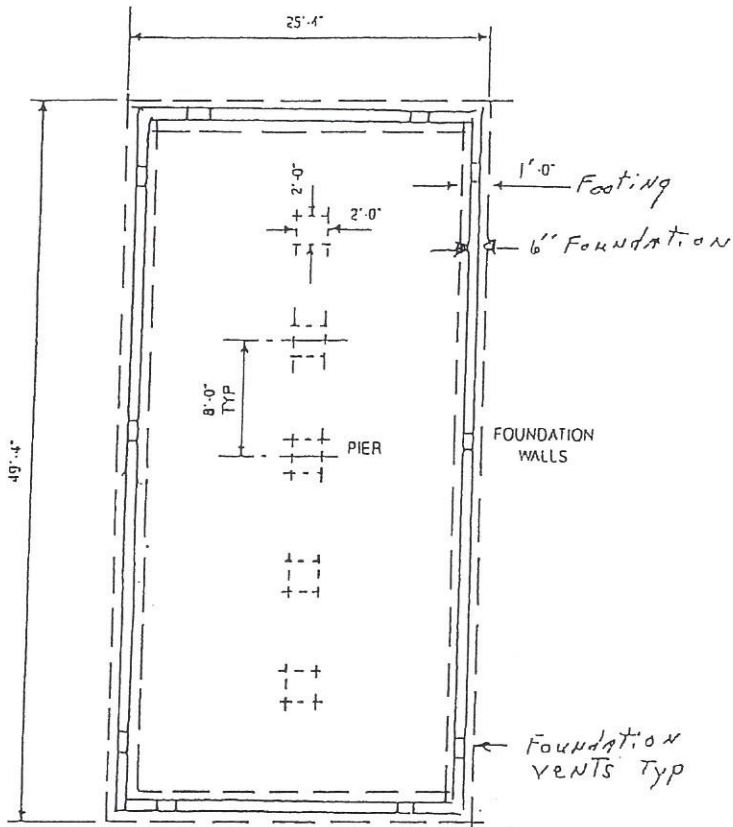 25'-4"
1'-0"
Footing
2'-0"
2'-0"
6" Foundation
8'-0"
TYP
PIER
FOUNDATION
WALLS
49'-4"
Foundation
vents Typ